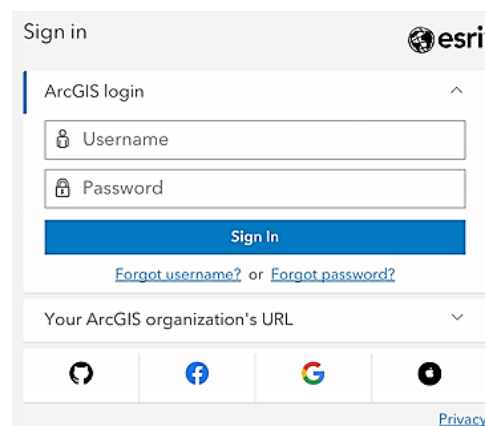 Sign in
esri
ArcGIS login
Username
Password
Sign In
Forgot username? or Forgot password?
Your ArcGIS organization's URL
Privacy